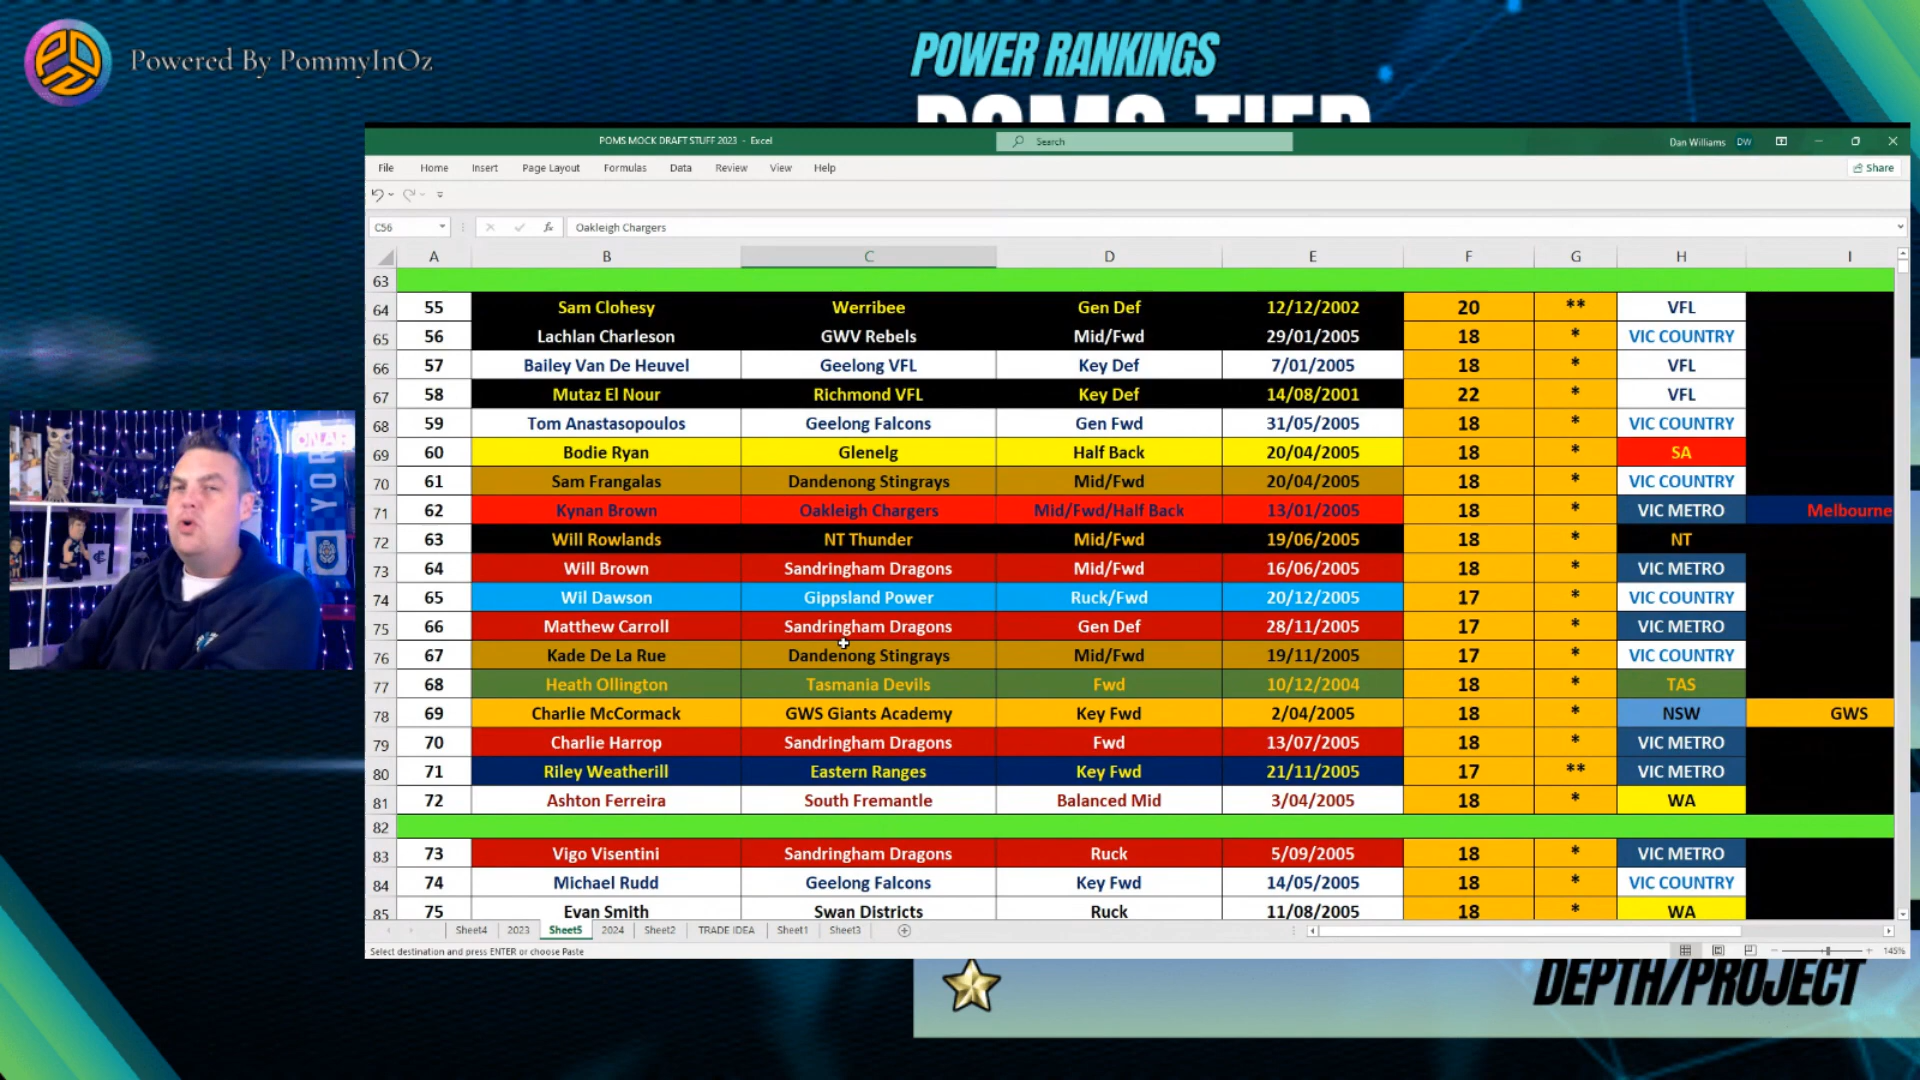 Powered By PommyInOz
POWER RANKINGS
POMS TIER
POMS MOCK DRAFT STUFF 2023 - Excel
Search
Dan Williams DW
File Home Insert Page Layout Formulas Data Review View Help
Share
C56 fx Oakleigh Chargers
A B C D E F G H I
63
64 55 Sam Clohesy Werribee Gen Def 12/12/2002 20 ** VFL
65 56 Lachlan Charleson GWV Rebels Mid/Fwd 29/01/2005 18 * VIC COUNTRY
66 57 Bailey Van De Heuvel Geelong VFL Key Def 7/01/2005 18 * VFL
67 58 Mutaz El Nour Richmond VFL Key Def 14/08/2001 22 * VFL
68 59 Tom Anastasopoulos Geelong Falcons Gen Fwd 31/05/2005 18 * VIC COUNTRY
69 60 Bodie Ryan Glenelg Half Back 20/04/2005 18 * SA
70 61 Sam Frangalas Dandenong Stingrays Mid/Fwd 20/04/2005 18 * VIC COUNTRY
71 62 Kynan Brown Oakleigh Chargers Mid/Fwd/Half Back 13/01/2005 18 * VIC METRO Melbourne
72 63 Will Rowlands NT Thunder Mid/Fwd 19/06/2005 18 * NT
73 64 Will Brown Sandringham Dragons Mid/Fwd 16/06/2005 18 * VIC METRO
74 65 Wil Dawson Gippsland Power Ruck/Fwd 20/12/2005 17 * VIC COUNTRY
75 66 Matthew Carroll Sandringham Dragons Gen Def 28/11/2005 17 * VIC METRO
76 67 Kade De La Rue Dandenong Stingrays Mid/Fwd 19/11/2005 17 * VIC COUNTRY
77 68 Heath Ollington Tasmania Devils Fwd 10/12/2004 18 * TAS
78 69 Charlie McCormack GWS Giants Academy Key Fwd 2/04/2005 18 * NSW GWS
79 70 Charlie Harrop Sandringham Dragons Fwd 13/07/2005 18 * VIC METRO
80 71 Riley Weatherill Eastern Ranges Key Fwd 21/11/2005 17 ** VIC METRO
81 72 Ashton Ferreira South Fremantle Balanced Mid 3/04/2005 18 * WA
82
83 73 Vigo Visentini Sandringham Dragons Ruck 5/09/2005 18 * VIC METRO
84 74 Michael Rudd Geelong Falcons Key Fwd 14/05/2005 18 * VIC COUNTRY
85 75 Evan Smith Swan Districts Ruck 11/08/2005 18 * WA
Sheet4 2023 Sheet5 2024 Sheet2 TRADE IDEA Sheet1 Sheet3
Select destination and press ENTER or choose Paste
145%
DEPTH/PROJECT